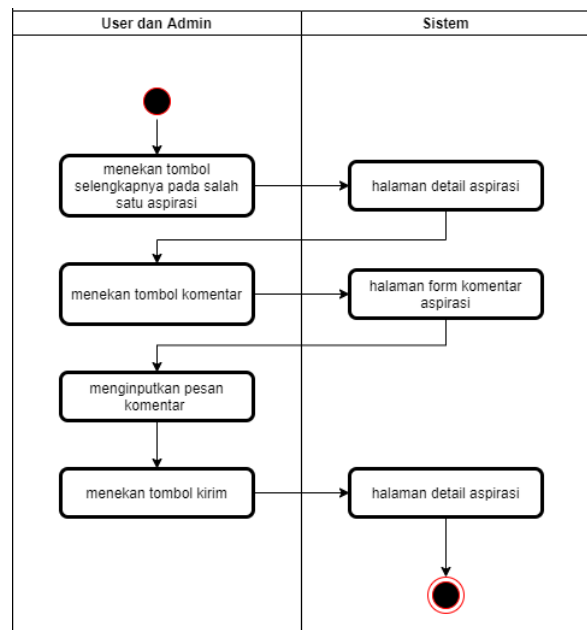 User dan Admin
Sistem
menekan tombol
selengkapnya pada salah
satu aspirasi
halaman detail aspirasi
menekan tombol komentar
halaman form komentar
aspirasi
menginputkan pesan
komentar
menekan tombol kirim
halaman detail aspirasi